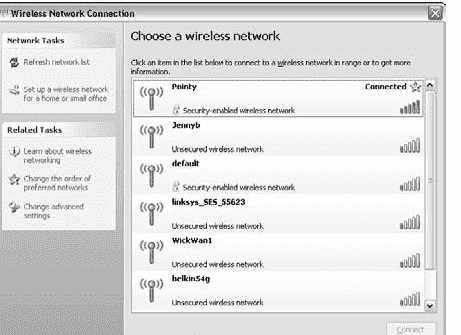 Wireless Network Connection
Network Tasks
Refresh network list
Set up a wireless network
for a home or small office
Related Tasks
Learn about wireless
networking
Change the order of
preferred networks
Change advanced
settings
Choose a wireless network
Click an item in the list below to connect to a wireless network in range or to get more
information.
Pointy
Connected
Security-enabled wireless network
Jennyb
Unsecured wireless network
default
Security-enabled wireless network
linksys_SES_55623
Unsecured wireless network
WickWan1
Unsecured wireless network
belkin54g
Unsecured wireless network
Connect